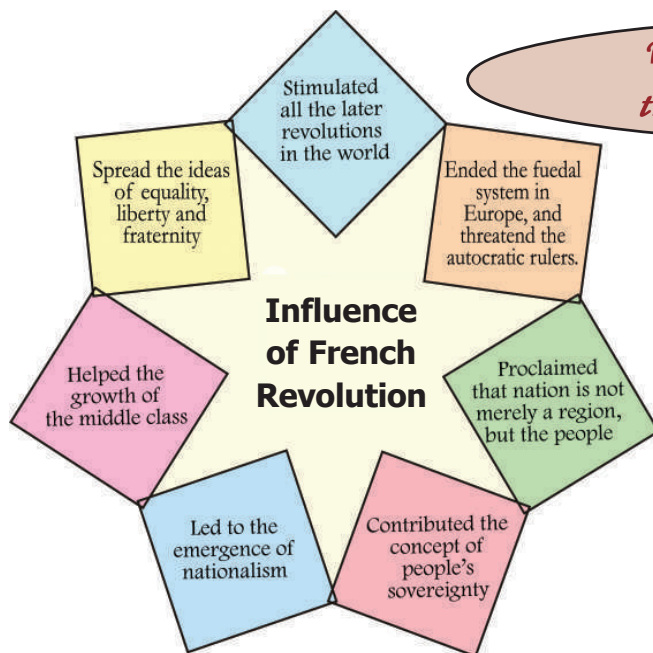 Stimulated
all the later
revolutions
in the world
Ended the fuedal
system in
Europe, and
threatend the
autocratic rulers.
Proclaimed
that nation is not
merely a region,
but the people
Contributed the
concept of
people's
sovereignty
Led to the
emergence of
nationalism
Helped the
growth of
the middle class
Spread the ideas
of equality,
liberty and
fraternity
Influence
of French
Revolution